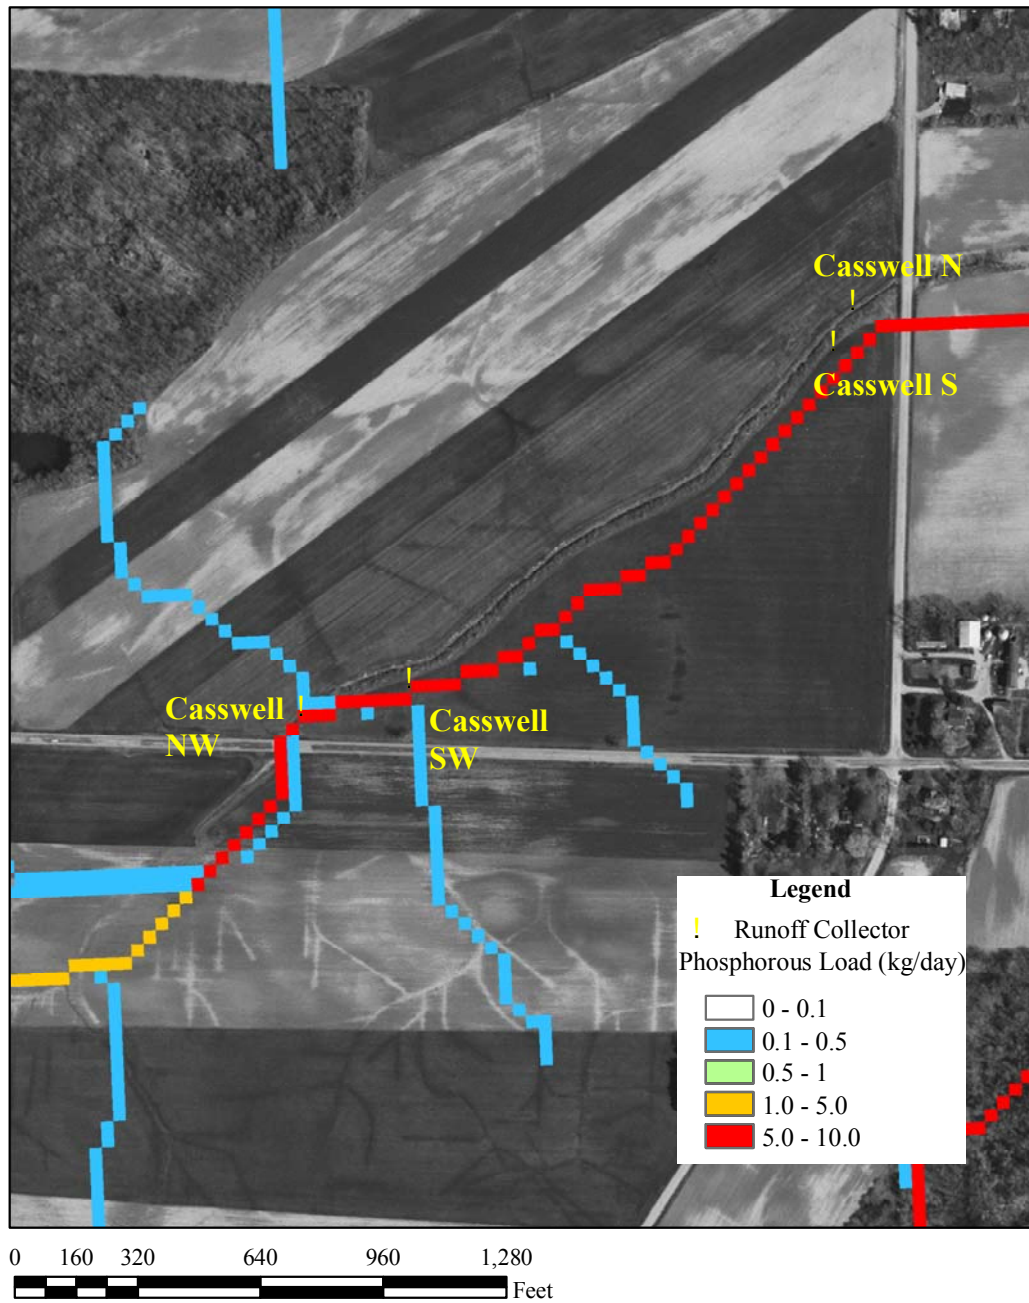 Casswell N
Casswell S
Casswell
NW
Casswell
SW
Legend
! Runoff Collector
Phosphorous Load (kg/day)
0 - 0.1
0.1 - 0.5
0.5 - 1
1.0 - 5.0
5.0 - 10.0
0 160 320 640 960 1,280
Feet